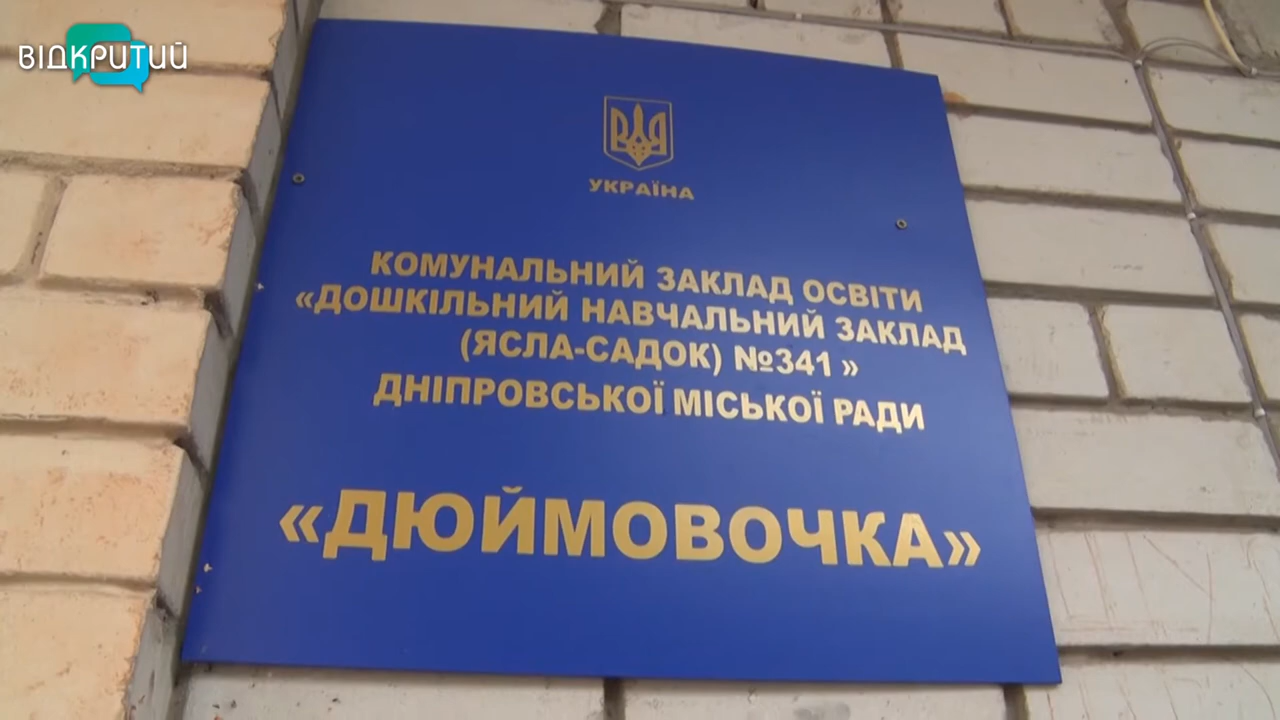 ВІДКРИТИЙ
УКРАЇНА
КОМУНАЛЬНИЙ ЗАКЛАД ОСВІТИ
«ДОШКІЛЬНИЙ НАВЧАЛЬНИЙ ЗАКЛАД
(ЯСЛА-САДОК) №341 »
ДНІПРОВСЬКОЇ МІСЬКОЇ РАДИ
«ДЮЙМОВОЧКА»